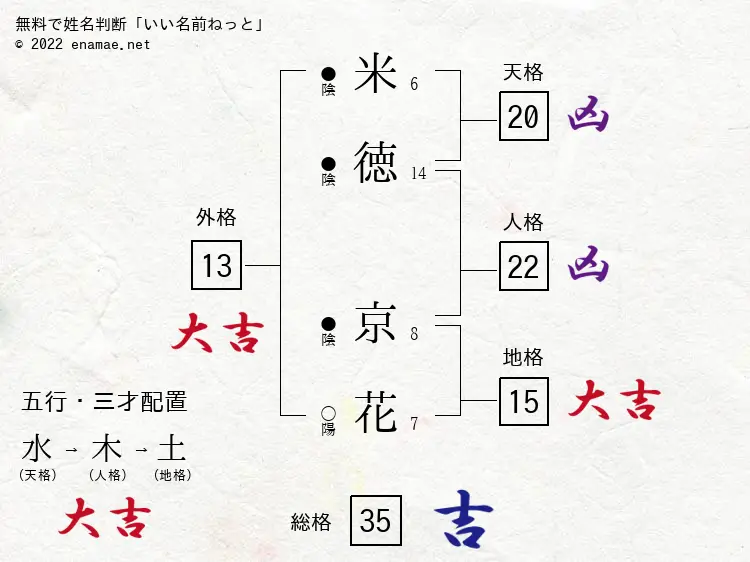 無料で姓名判断「いい名前ねっと」
© 2022 enamae.net
米 6
●
陰
徳 14
●
陰
京 8
●
陰
花 7
○
陽
天格
20 凶
人格
22 凶
地格
15 大吉
外格
13
大吉
五行・三才配置
水→木→土
(天格) (人格) (地格)
大吉
総格 35 吉